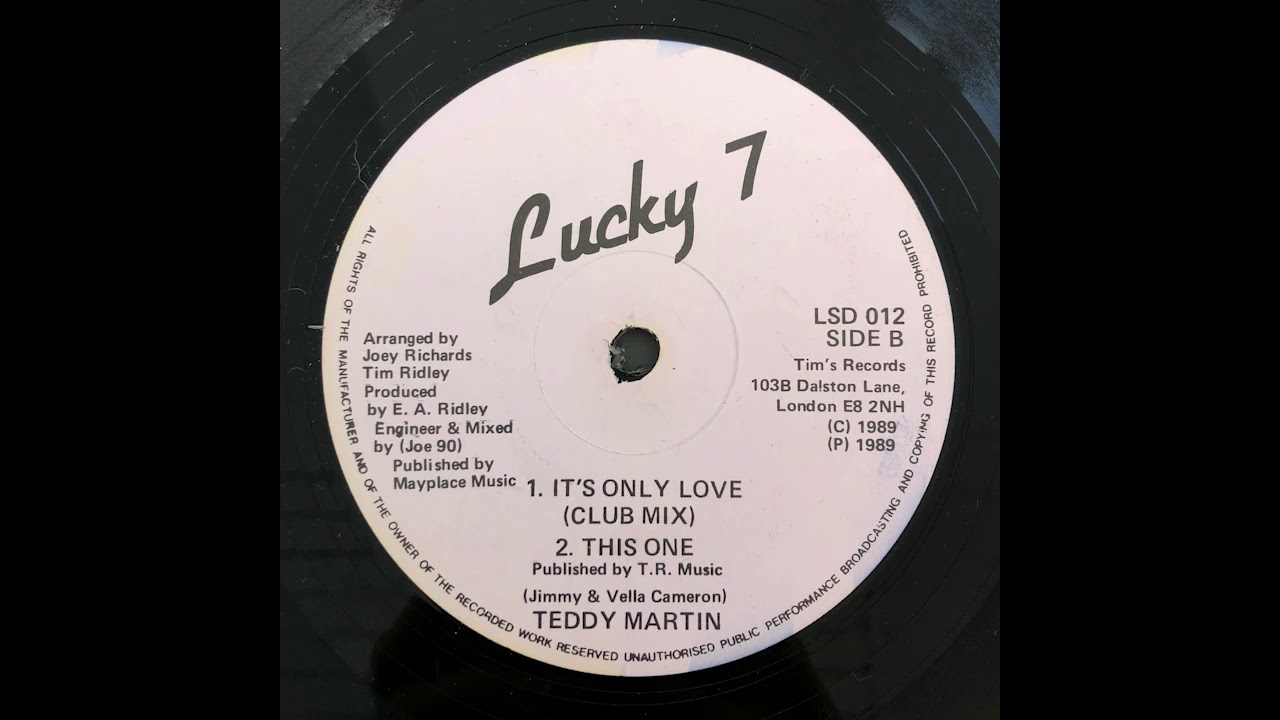 Lucky 7
LSD 012
SIDE B
Tim's Records
103B Dalston Lane,
London E8 2NH
(C) 1989
(P) 1989
Arranged by
Joey Richards
Tim Ridley
Produced
by E. A. Ridley
Engineer & Mixed
by (Joe 90)
Published by
Mayplace Music
1. IT'S ONLY LOVE
(CLUB MIX)
2. THIS ONE
Published by T.R. Music
(Jimmy & Vella Cameron)
TEDDY MARTIN
ALL RIGHTS OF THE MANUFACTURER AND OF THE OWNER OF THE RECORDED WORK RESERVED UNAUTHORISED PUBLIC PERFORMANCE BROADCASTING AND COPYING OF THIS RECORD PROHIBITED